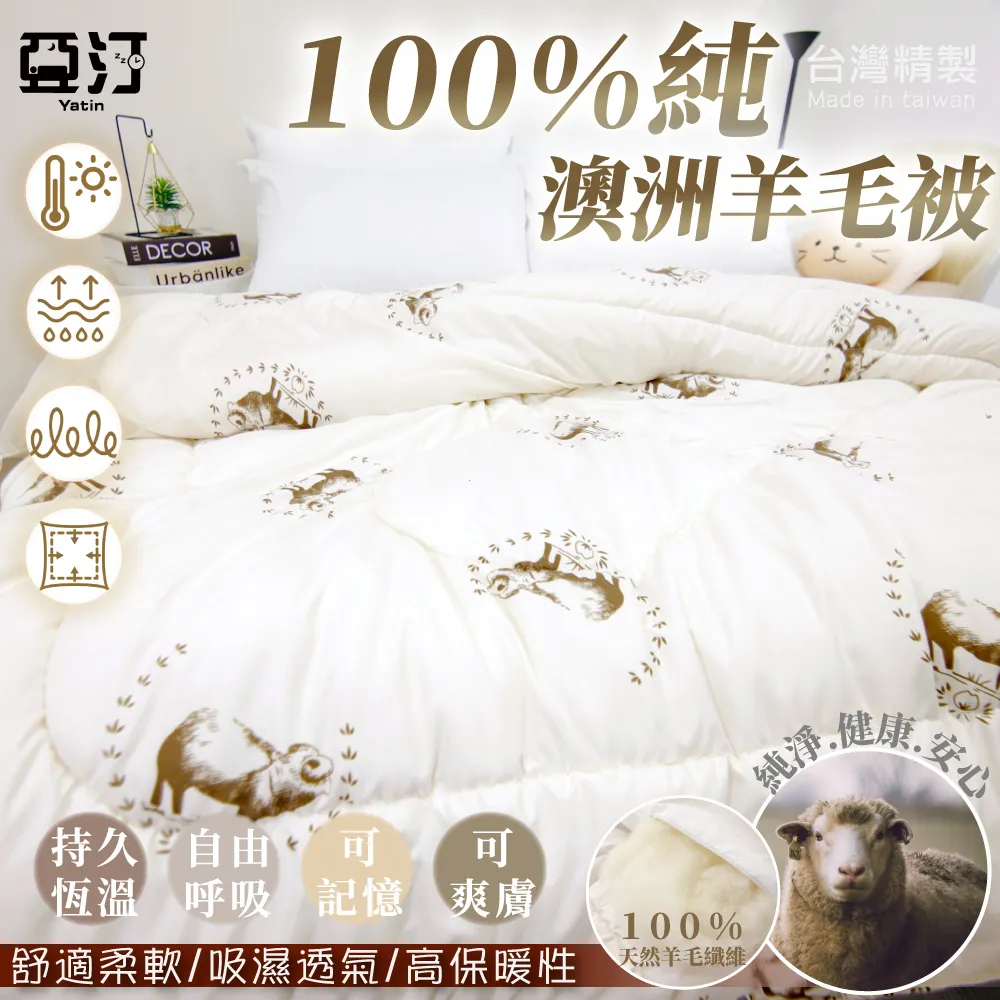 亞汀
Yatin
100%純
澳洲羊毛被
台灣精製
Made in taiwan
ELLE
DECOR
Urbänlike
純淨.健康.安心
持久
恆溫
自由
呼吸
可
記憶
可
爽膚
100%
天然羊毛纖維
舒適柔軟/吸濕透氣/高保暖性